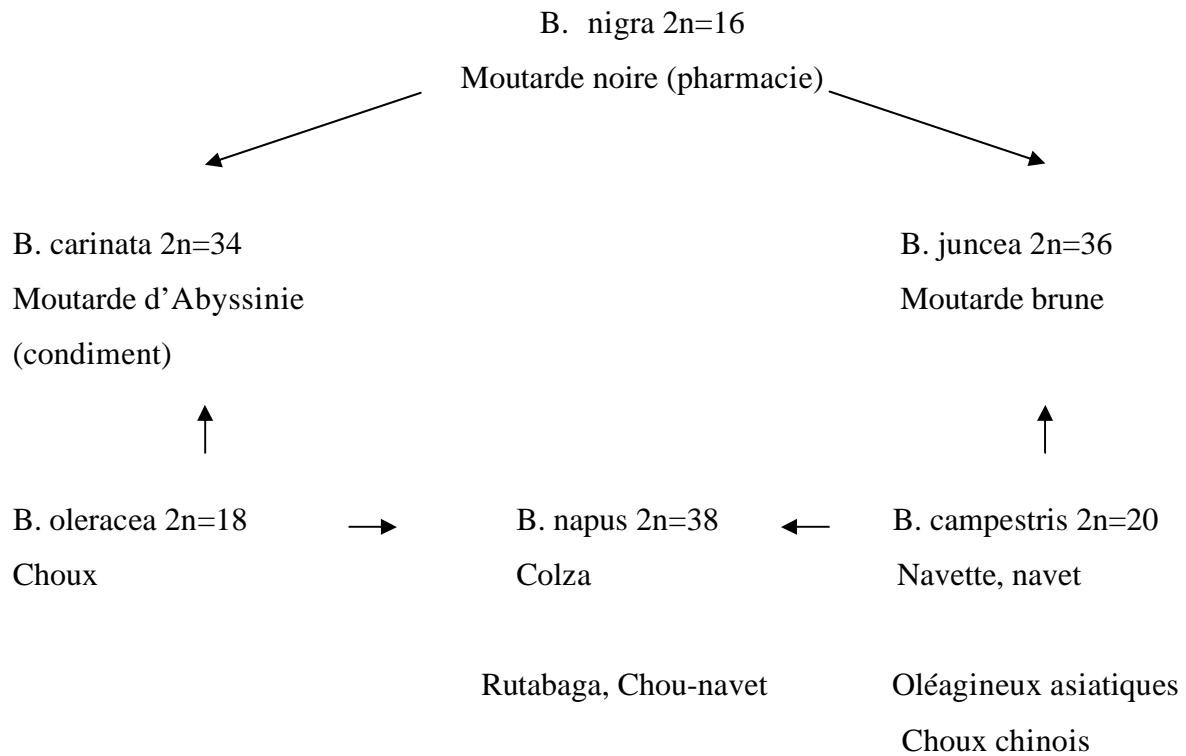 B. nigra 2n=16
Moutarde noire (pharmacie)
B. carinata 2n=34
Moutarde d’Abyssinie
(condiment)
B. juncea 2n=36
Moutarde brune
B. oleracea 2n=18
Choux
B. napus 2n=38
Colza
Rutabaga, Chou-navet
B. campestris 2n=20
Navette, navet
Oléagineux asiatiques
Choux chinois